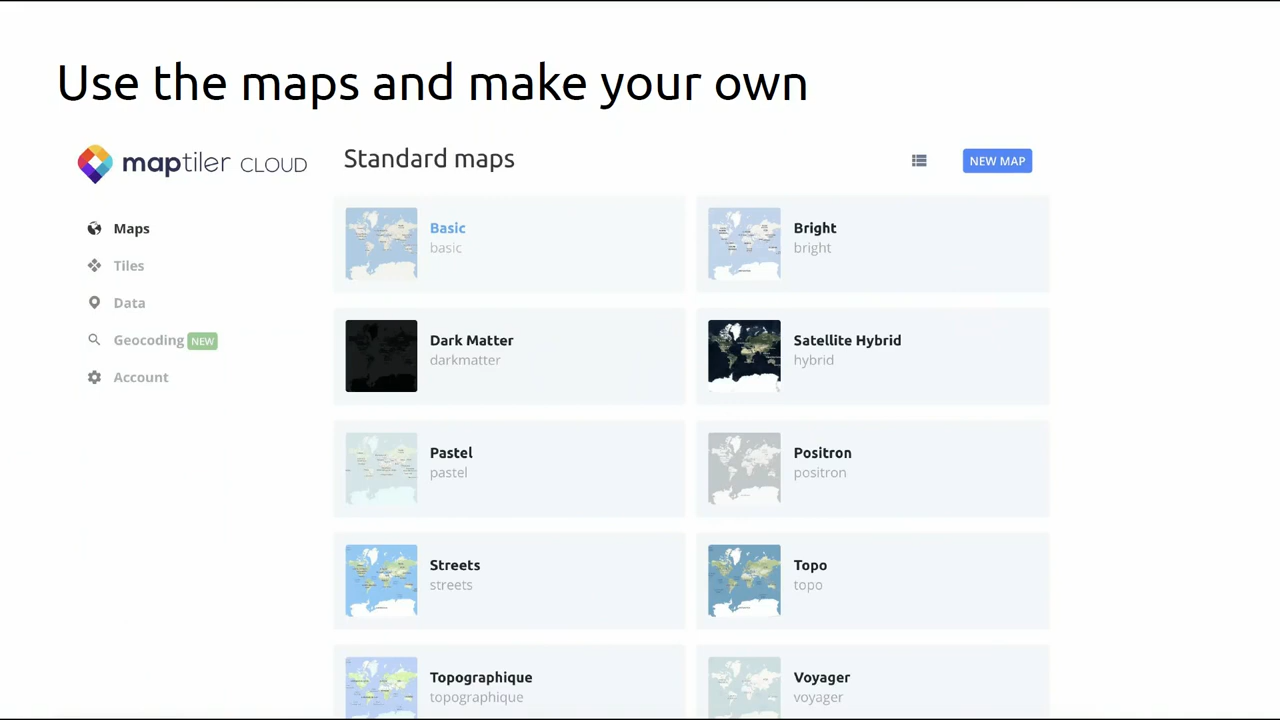 Use the maps and make your own
maptiler CLOUD
Maps
Tiles
Data
Geocoding NEW
Account
Standard maps
NEW MAP
Basic
basic
Bright
bright
Dark Matter
darkmatter
Satellite Hybrid
hybrid
Pastel
pastel
Positron
positron
Streets
streets
Topo
topo
Topographique
topographique
Voyager
voyager